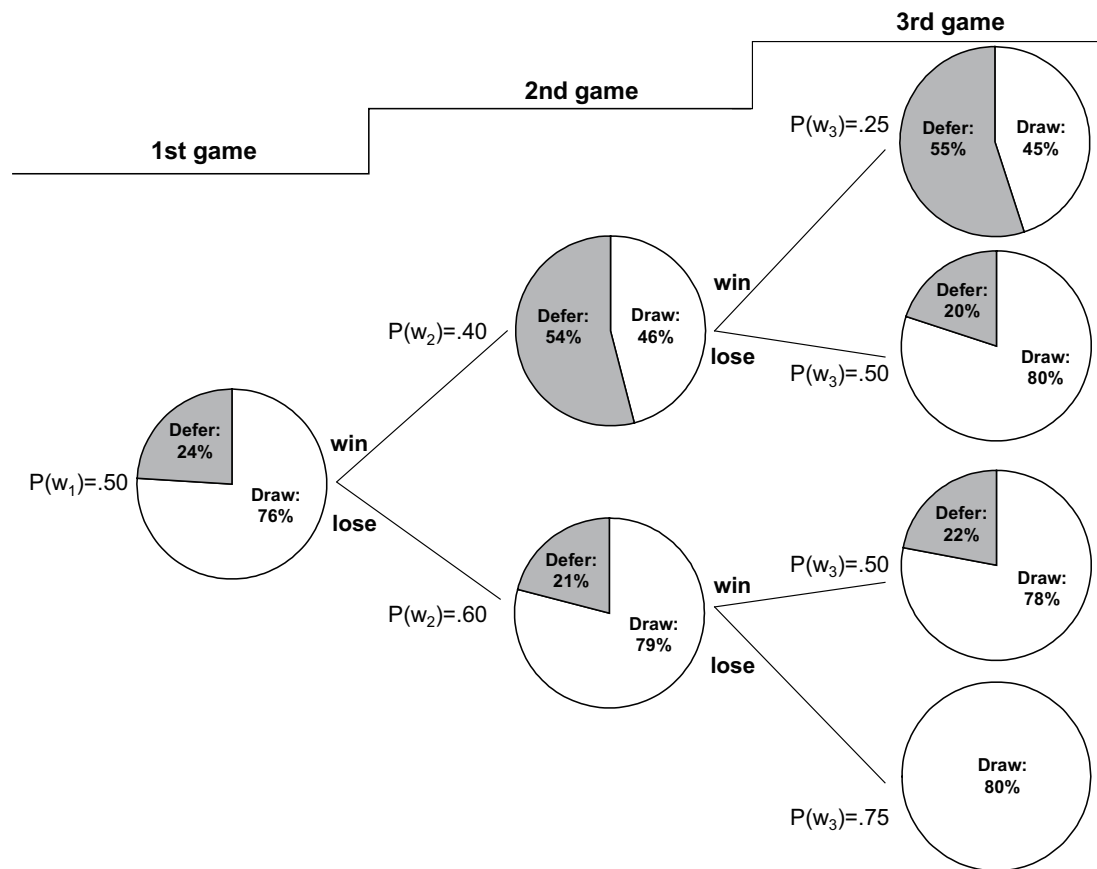 3rd game
2nd game
1st game
P(w₃)=.25
Defer:
55%
Draw:
45%
win
lose
P(w₂)=.40
Defer:
54%
Draw:
46%
Defer:
20%
Draw:
80%
P(w₃)=.50
P(w₁)=.50
Defer:
24%
Draw:
76%
win
lose
P(w₂)=.60
Defer:
21%
Draw:
79%
win
lose
P(w₃)=.50
Defer:
22%
Draw:
78%
P(w₃)=.75
Draw:
80%